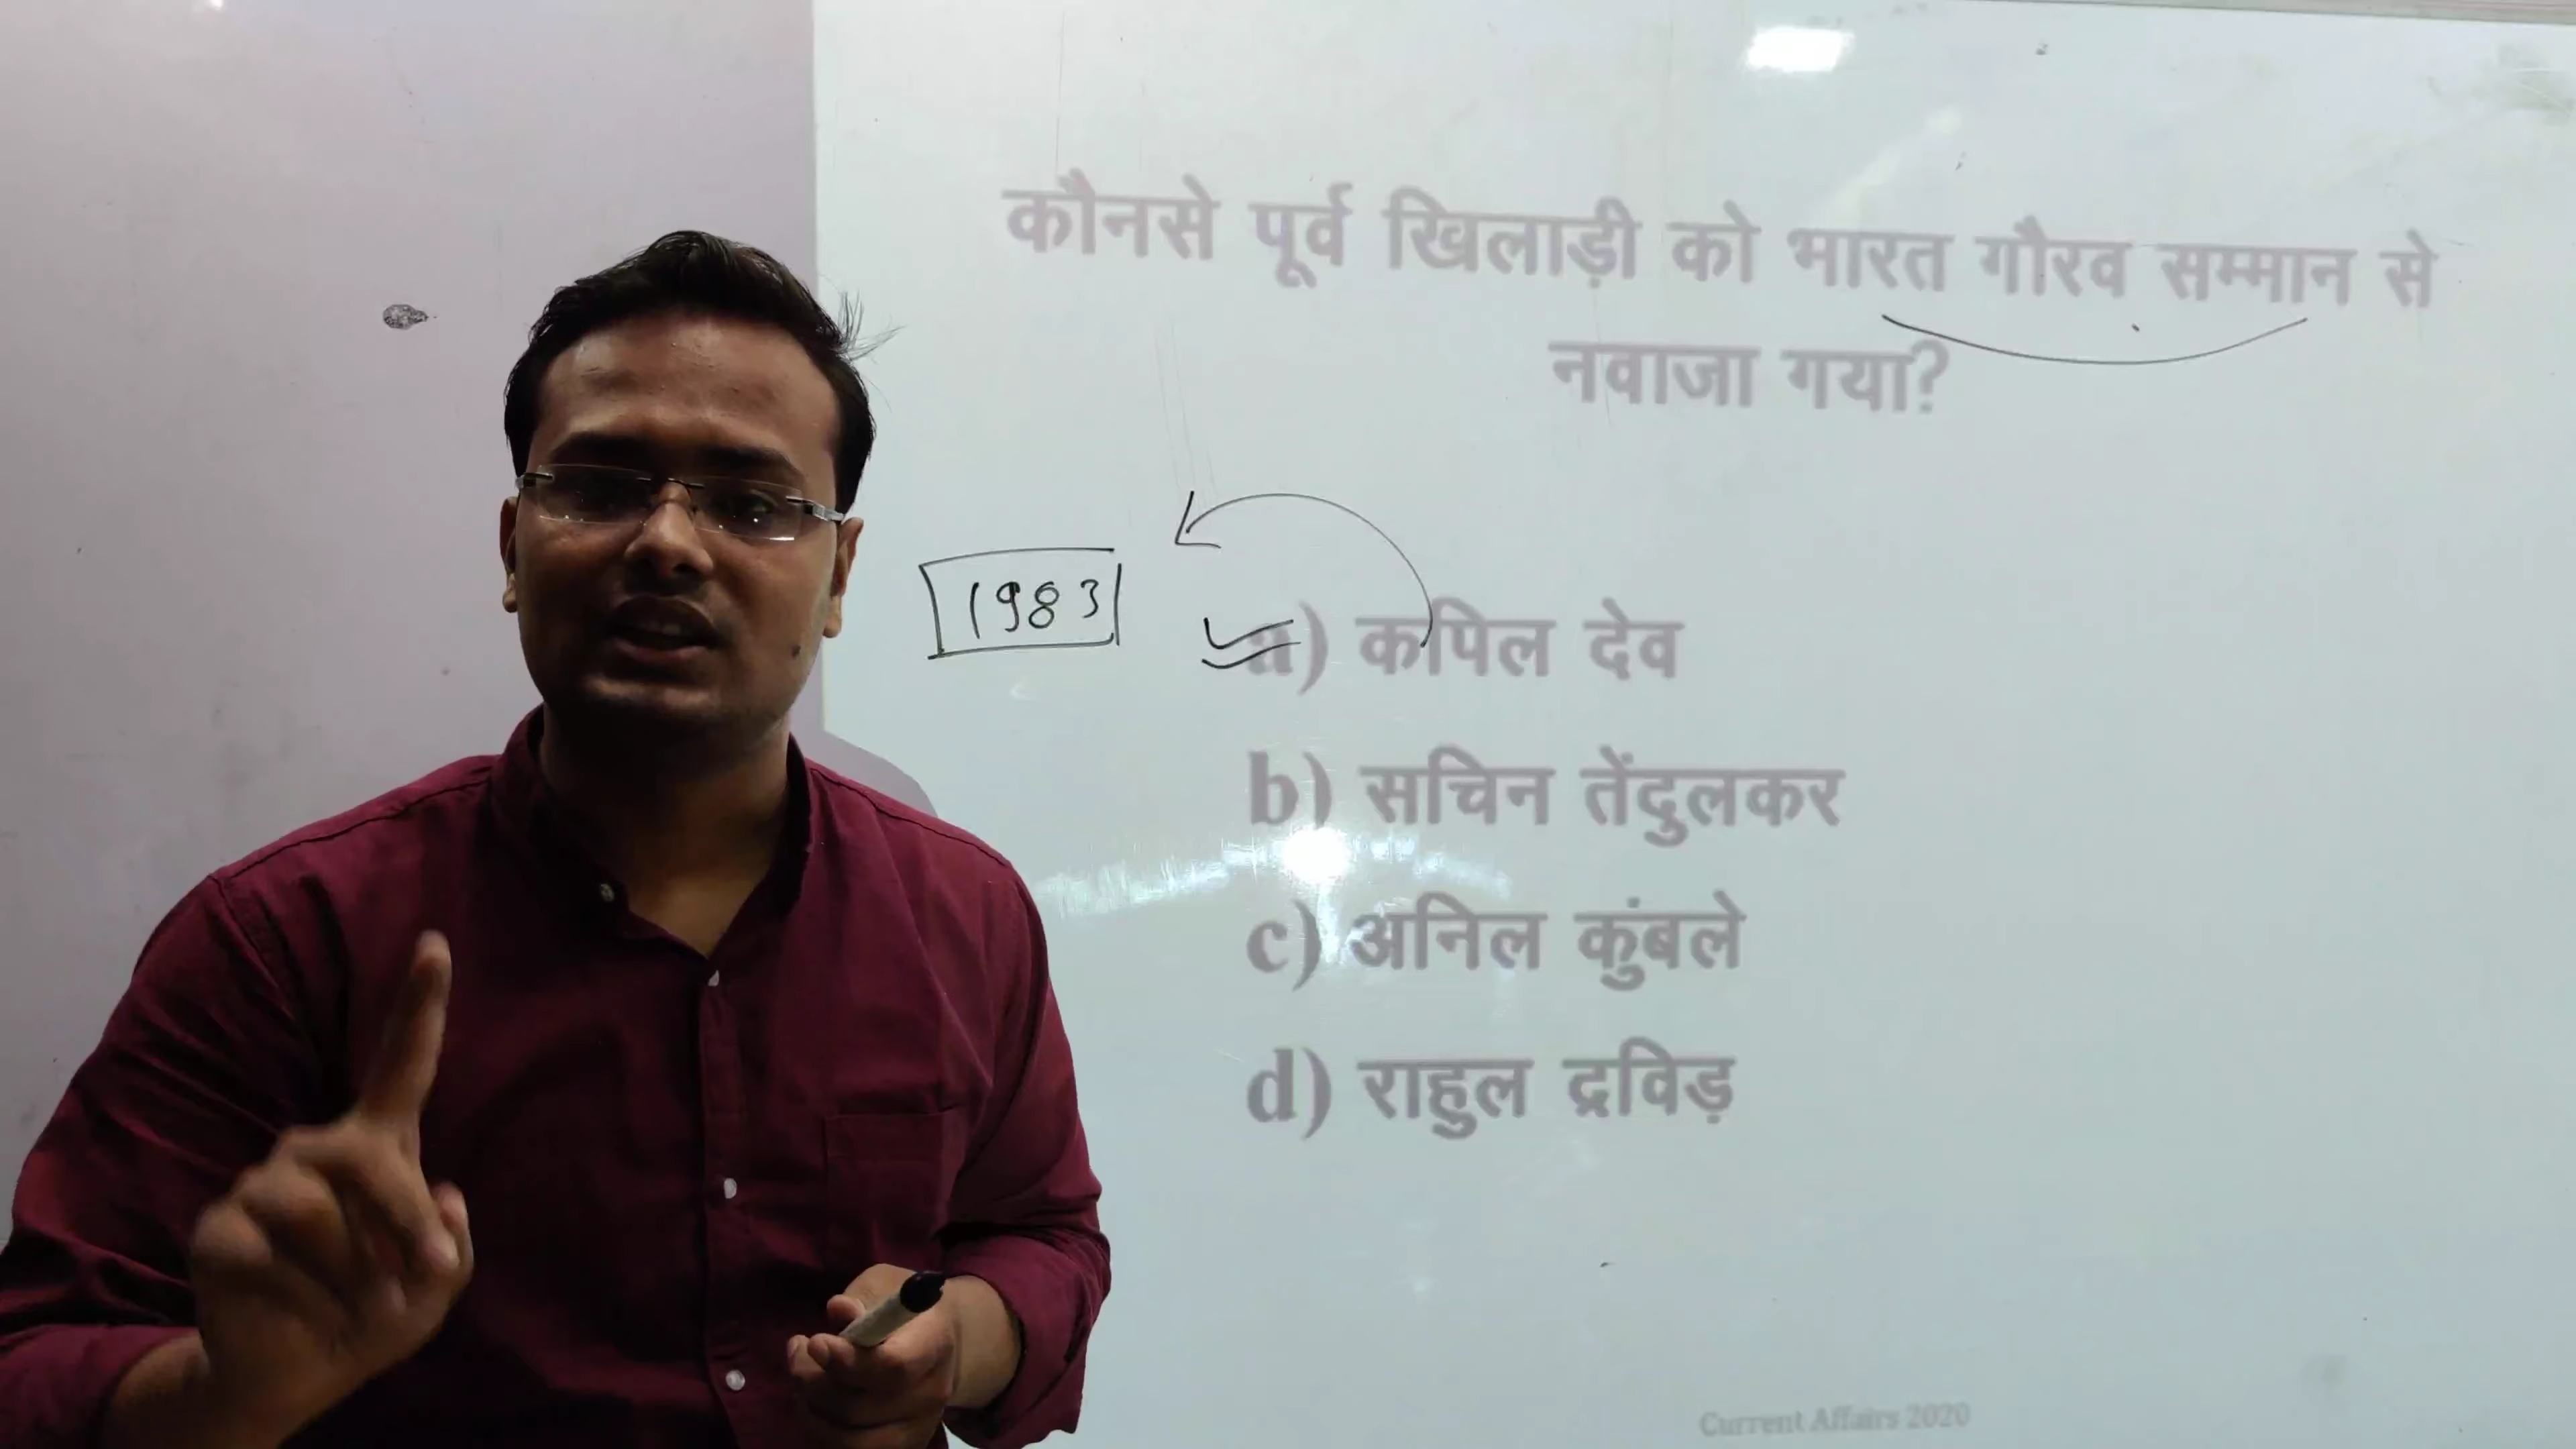 कौनसे पूर्व खिलाड़ी को भारत गौरव सम्मान से
नवाजा गया?
1983
a) कपिल देव
b) सचिन तेंदुलकर
c) अनिल कुंबले
d) राहुल द्रविड़
Current Affairs 2020